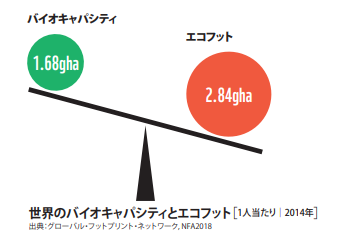 バイオキャパシティ
エコフット
1.68gha
2.84gha
世界のバイオキャパシティとエコフット［1人当たり｜2014年］
出典：グローバル・フットプリント・ネットワーク, NFA2018